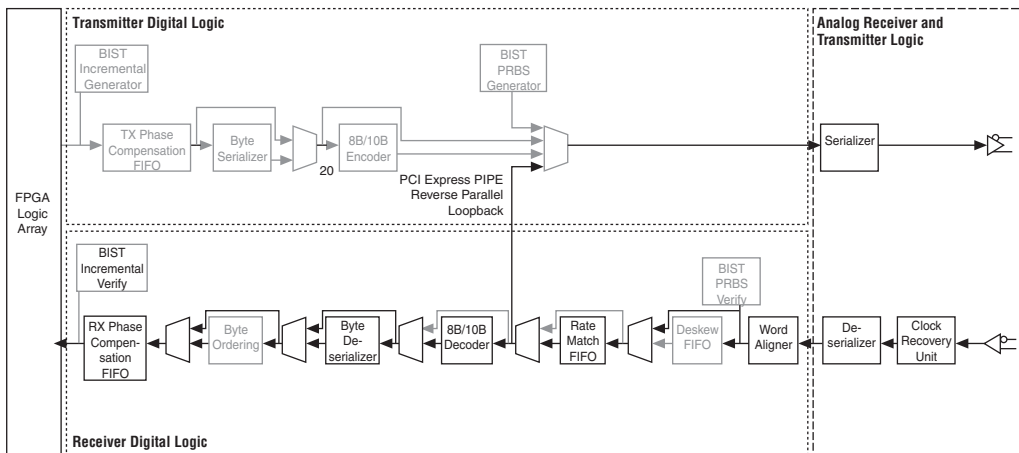 Transmitter Digital Logic
Analog Receiver and
Transmitter Logic
BIST
Incremental
Generator
BIST
PRBS
Generator
TX Phase
Compensation
FIFO
Byte
Serializer
20
8B/10B
Encoder
Serializer
PCI Express PIPE
Reverse Parallel
Loopback
FPGA
Logic
Array
BIST
Incremental
Verify
BIST
PRBS
Verify
RX Phase
Compen-
sation
FIFO
Byte
Ordering
Byte
De-
serializer
8B/10B
Decoder
Rate
Match
FIFO
Deskew
FIFO
Word
Aligner
De-
serializer
Clock
Recovery
Unit
Receiver Digital Logic